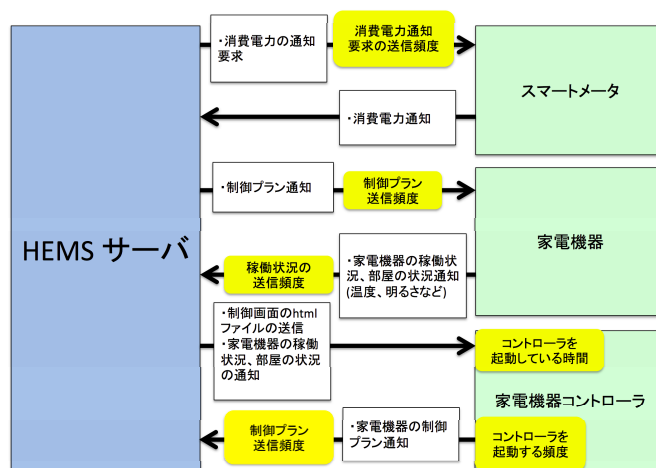 HEMS サーバ
・消費電力の通知
要求
消費電力通知
要求の送信頻度
スマートメータ
・消費電力通知
・制御プラン通知
制御プラン
送信頻度
家電機器
稼働状況の
送信頻度
・家電機器の稼働
状況、部屋の状況通知
(温度、明るさなど)
・制御画面のhtml
ファイルの送信
・家電機器の稼働
状況、部屋の状況
の通知
コントローラを
起動している時間
家電機器コントローラ
制御プラン
送信頻度
・家電機器の制御
プラン通知
コントローラを
起動する頻度